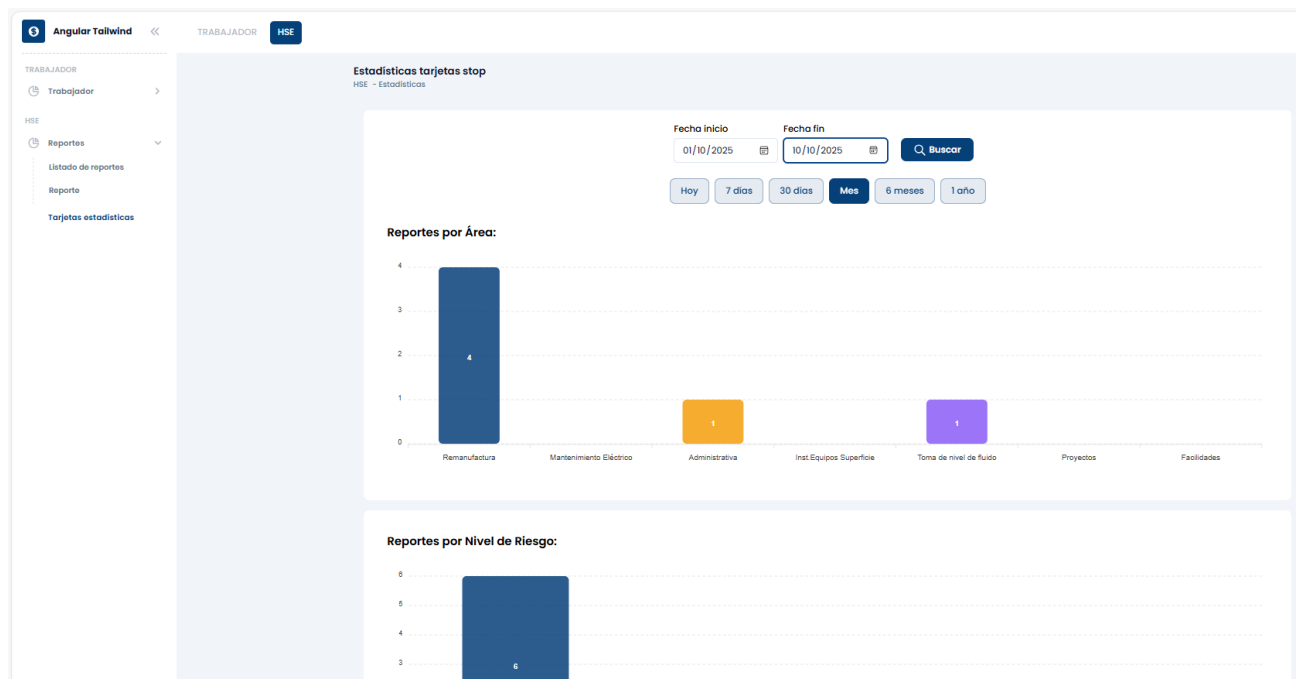 Angular Tailwind
TRABAJADOR HSE
TRABAJADOR
Trabajador
HSE
Reportes
Listado de reportes
Reporte
Tarjetas estadísticas
Estadísticas tarjetas stop
HSE - Estadísticas
Fecha inicio Fecha fin
01/10/2025 10/10/2025 Buscar
Hoy 7 días 30 días Mes 6 meses 1 año
Reportes por Área:
4
3
2
4
1
1 1
0
Remanufactura Mantenimiento Eléctrico Administrativa Inst.Equipos Superficie Toma de nivel de fluido Proyectos Facilidades
Reportes por Nivel de Riesgo:
6
5
4
3
6